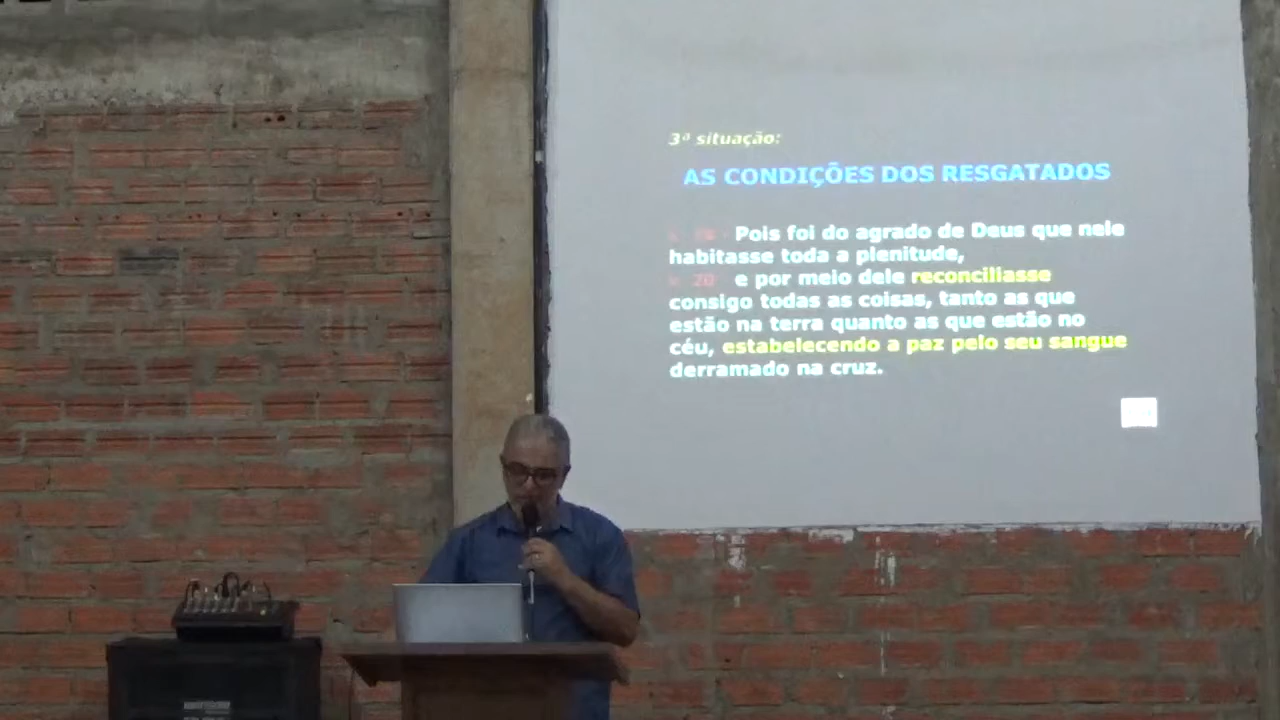 3ª situação:
AS CONDIÇÕES DOS RESGATADOS
Pois foi do agrado de Deus que nele
habitasse toda a plenitude,
v. 20 e por meio dele reconciliasse
consigo todas as coisas, tanto as que
estão na terra quanto as que estão no
céu, estabelecendo a paz pelo seu sangue
derramado na cruz.